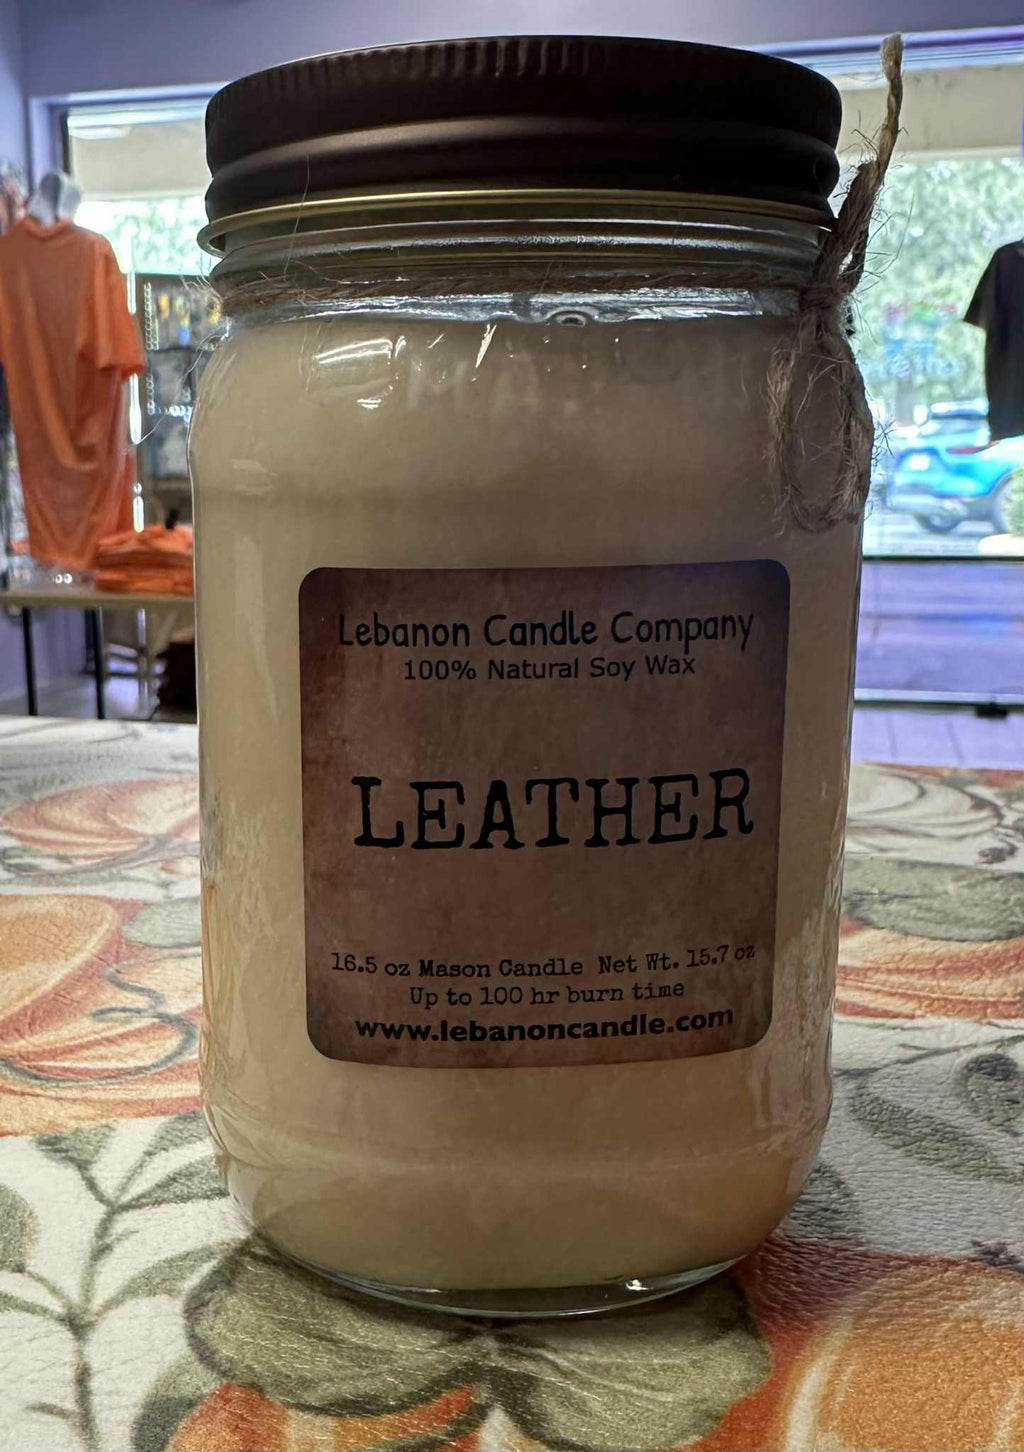 Lebanon Candle Company
100% Natural Soy Wax
LEATHER
16.5 oz Mason Candle Net Wt. 15.7 oz
Up to 100 hr burn time
www.lebanoncandle.com